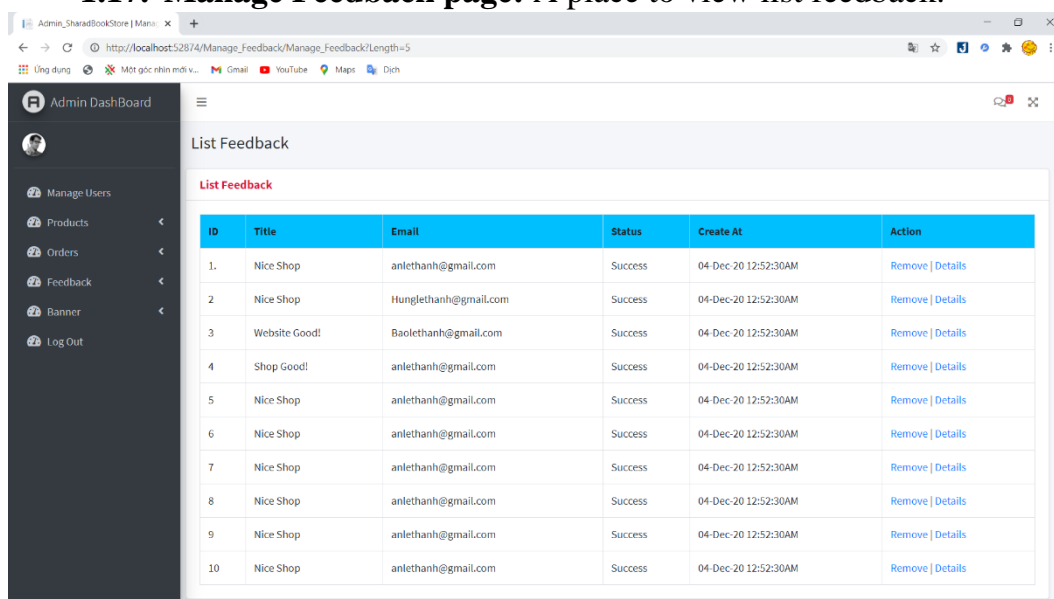 1.17. Manage Feedback page: A place to view list feedback.
Admin_SharadBookStore | Mana
http://localhost:52874/Manage_Feedback/Manage_Feedback?Length=5
Ứng dụng Một góc nhìn mới v... Gmail YouTube Maps Dịch
Admin DashBoard
0
List Feedback
Manage Users
Products
Orders
Feedback
Banner
Log Out
List Feedback
ID Title Email Status Create At Action
1. Nice Shop anlethanh@gmail.com Success 04-Dec-20 12:52:30AM Remove | Details
2 Nice Shop Hunglethanh@gmail.com Success 04-Dec-20 12:52:30AM Remove | Details
3 Website Good! Baolethanh@gmail.com Success 04-Dec-20 12:52:30AM Remove | Details
4 Shop Good! anlethanh@gmail.com Success 04-Dec-20 12:52:30AM Remove | Details
5 Nice Shop anlethanh@gmail.com Success 04-Dec-20 12:52:30AM Remove | Details
6 Nice Shop anlethanh@gmail.com Success 04-Dec-20 12:52:30AM Remove | Details
7 Nice Shop anlethanh@gmail.com Success 04-Dec-20 12:52:30AM Remove | Details
8 Nice Shop anlethanh@gmail.com Success 04-Dec-20 12:52:30AM Remove | Details
9 Nice Shop anlethanh@gmail.com Success 04-Dec-20 12:52:30AM Remove | Details
10 Nice Shop anlethanh@gmail.com Success 04-Dec-20 12:52:30AM Remove | Details